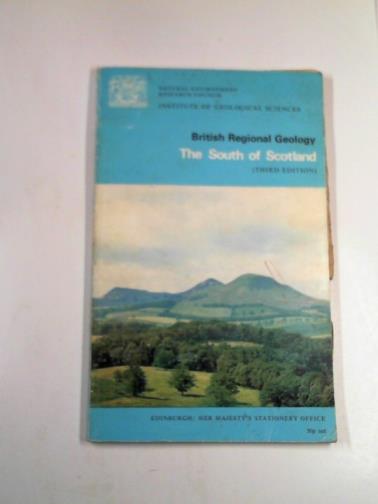 NATURAL ENVIRONMENT
RESEARCH COUNCIL
INSTITUTE OF GEOLOGICAL SCIENCES
British Regional Geology
The South of Scotland
(THIRD EDITION)
EDINBURGH: HER MAJESTY'S STATIONERY OFFICE
net